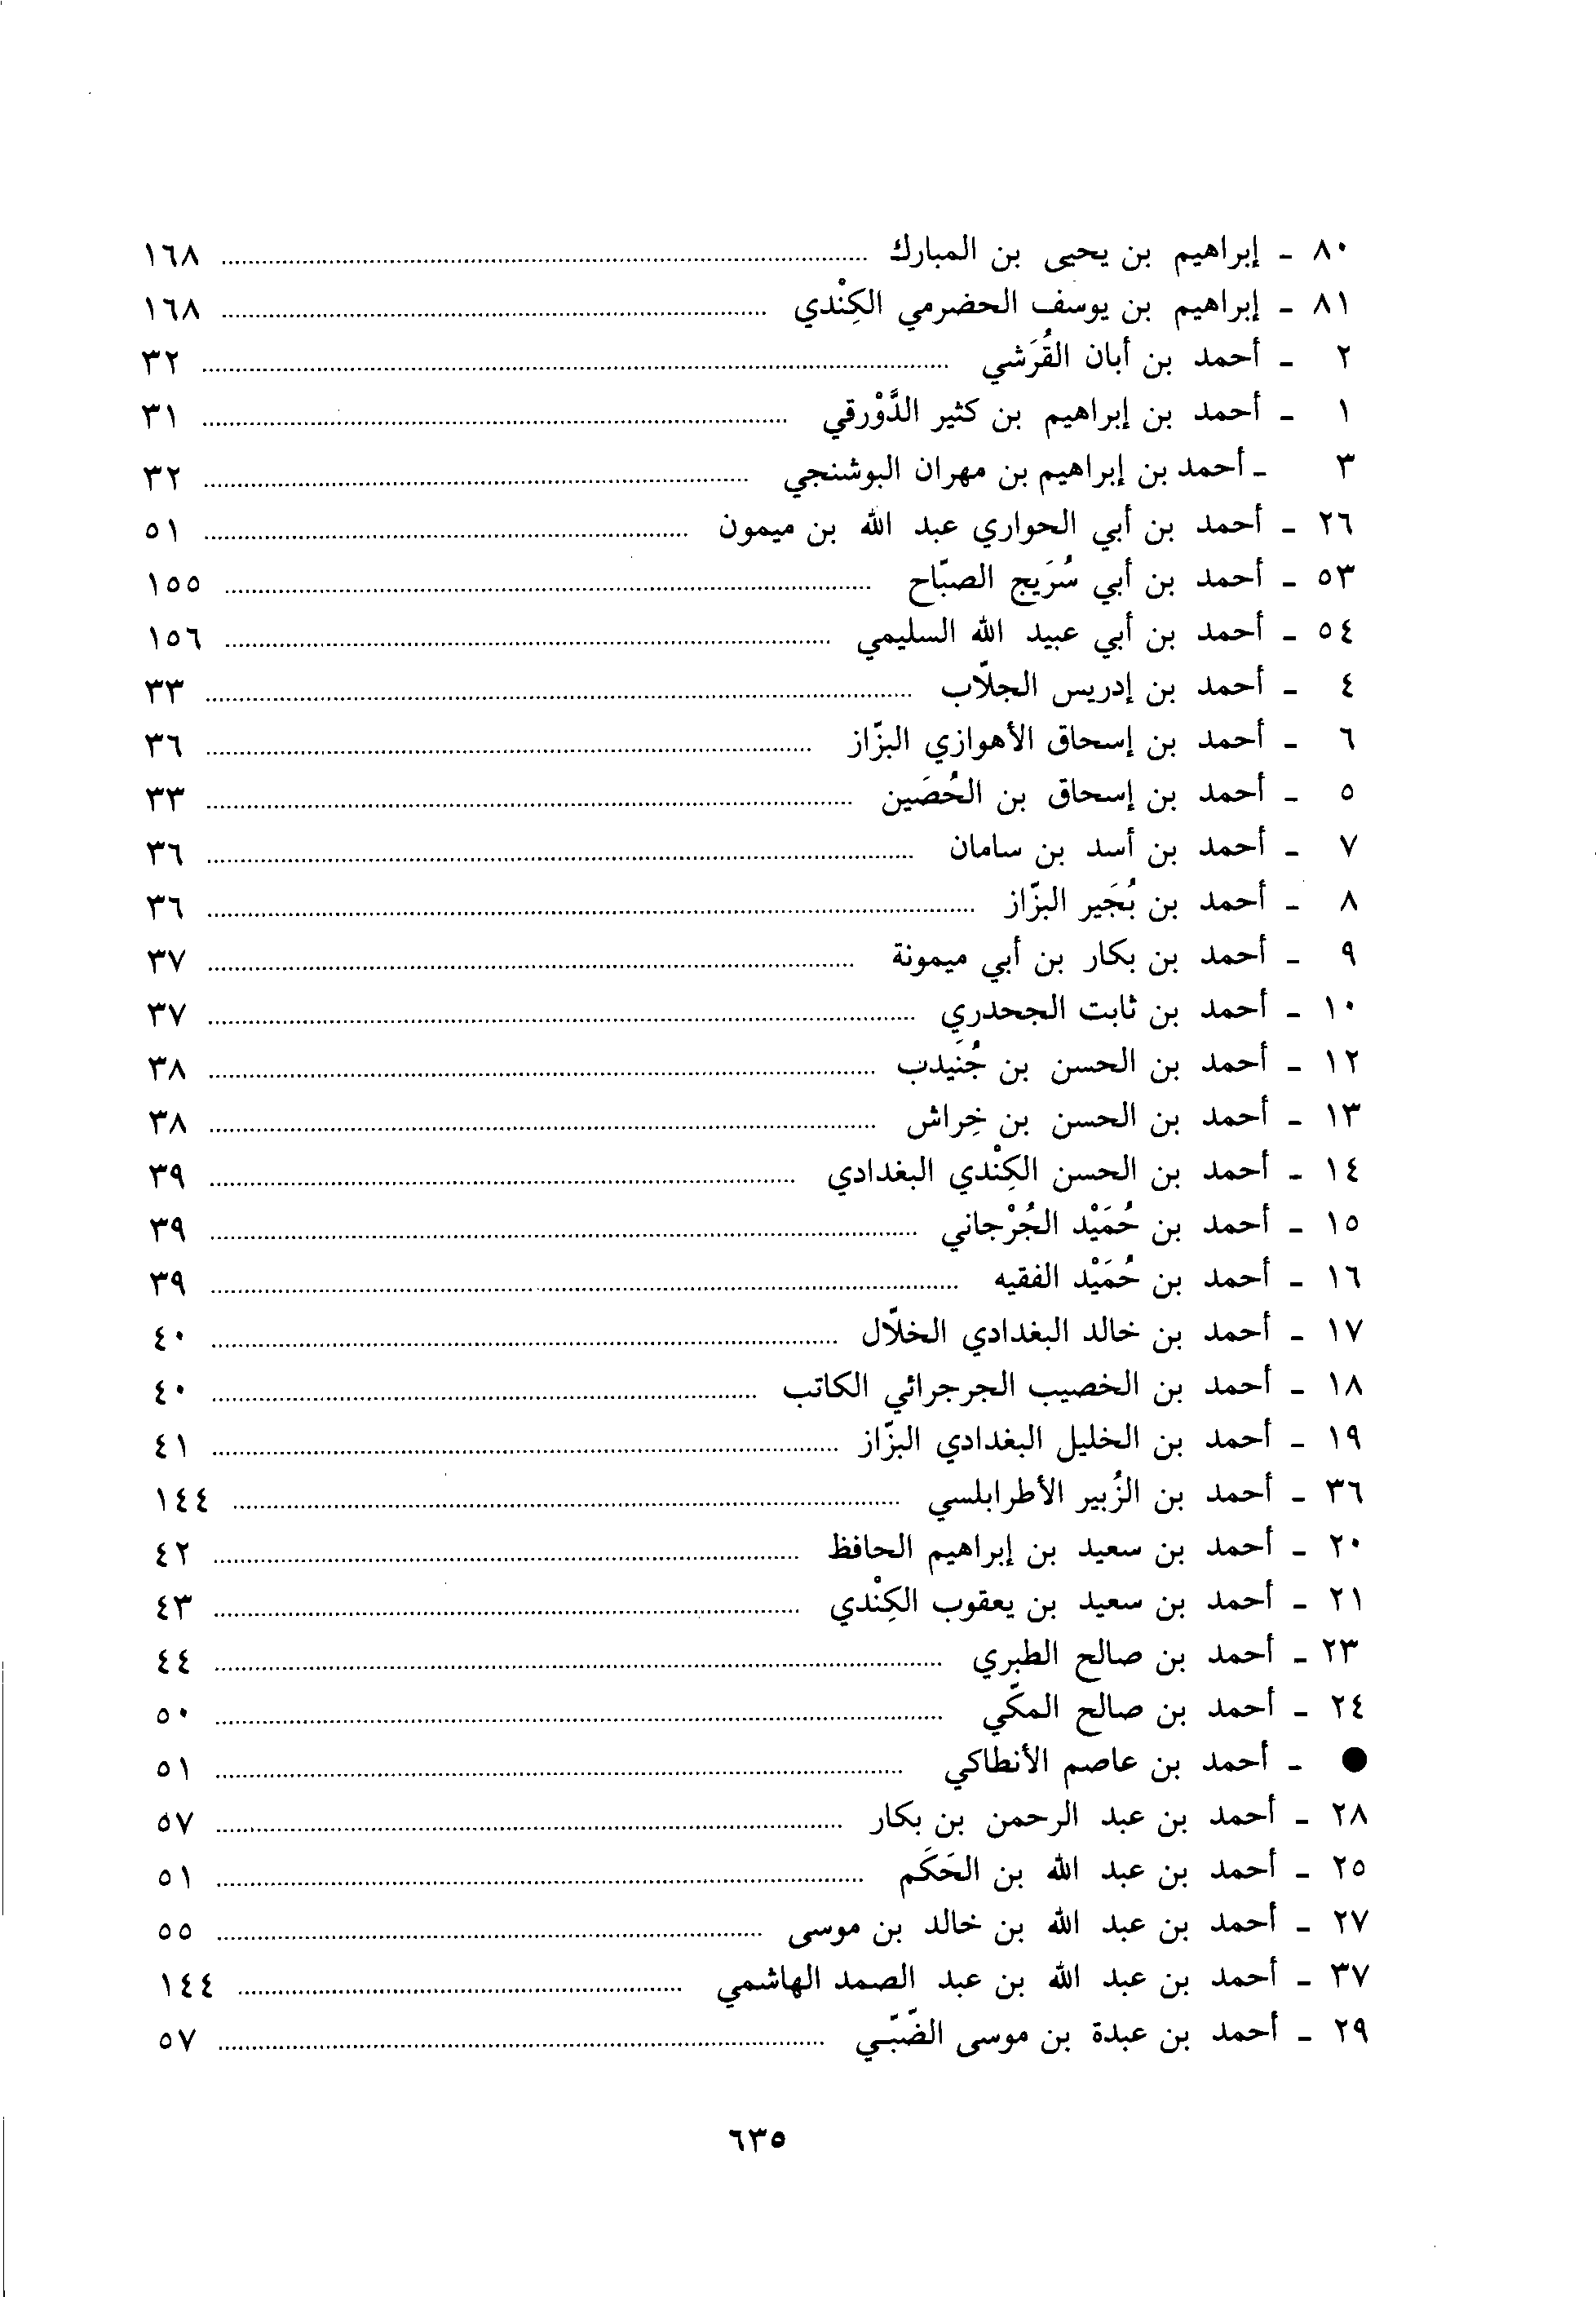 ٨٠ - إبراهيم بن يحيى بن المبارك ........ ١٦٨
٨١ - إبراهيم بن يوسف الحضرمي الكِنْدي ........ ١٦٨
٢ - أحمد بن أبان القُرَشي ........ ٣٢
١ - أحمد بن إبراهيم بن كثير الدَّوْرقي ........ ٣١
٣ - أحمد بن إبراهيم بن مهران البوشنجي ........ ٣٢
٢٦ - أحمد بن أبي الحواري عبد الله بن ميمون ........ ٥١
٥٣ - أحمد بن أبي سُرَيج الصبّاح ........ ١٥٥
٥٤ - أحمد بن أبي عبيد الله السليمي ........ ١٥٦
٤ - أحمد بن إدريس الجلّاب ........ ٣٣
٦ - أحمد بن إسحاق الأهوازي البزّاز ........ ٣٦
٥ - أحمد بن إسحاق بن الحُصَين ........ ٣٣
٧ - أحمد بن أسد بن سامان ........ ٣٦
٨ - أحمد بن بُجَير البزّاز ........ ٣٦
٩ - أحمد بن بكار بن أبي ميمونة ........ ٣٧
١٠ - أحمد بن ثابت الجحدري ........ ٣٧
١٢ - أحمد بن الحسن بن جُنَيدب ........ ٣٨
١٣ - أحمد بن الحسن بن خِراش ........ ٣٨
١٤ - أحمد بن الحسن الكِنْدي البغدادي ........ ٣٩
١٥ - أحمد بن حُمَيْد الجُرْجاني ........ ٣٩
١٦ - أحمد بن حُمَيْد الفقيه ........ ٣٩
١٧ - أحمد بن خالد البغدادي الخلّال ........ ٤٠
١٨ - أحمد بن الخصيب الجرجرائي الكاتب ........ ٤٠
١٩ - أحمد بن الخليل البغدادي البزّاز ........ ٤١
٣٦ - أحمد بن الزُبير الأطرابلسي ........ ١٤٤
٢٠ - أحمد بن سعيد بن إبراهيم الحافظ ........ ٤٢
٢١ - أحمد بن سعيد بن يعقوب الكِنْدي ........ ٤٣
٢٣ - أحمد بن صالح الطبري ........ ٤٤
٢٤ - أحمد بن صالح المكّي ........ ٥٠
● - أحمد بن عاصم الأنطاكي ........ ٥١
٢٨ - أحمد بن عبد الرحمن بن بكار ........ ٥٧
٢٥ - أحمد بن عبد الله بن الحَكَم ........ ٥١
٢٧ - أحمد بن عبد الله بن خالد بن موسى ........ ٥٥
٣٧ - أحمد بن عبد الله بن عبد الصمد الهاشمي ........ ١٤٤
٢٩ - أحمد بن عبدة بن موسى الضّبّي ........ ٥٧
٦٣٥